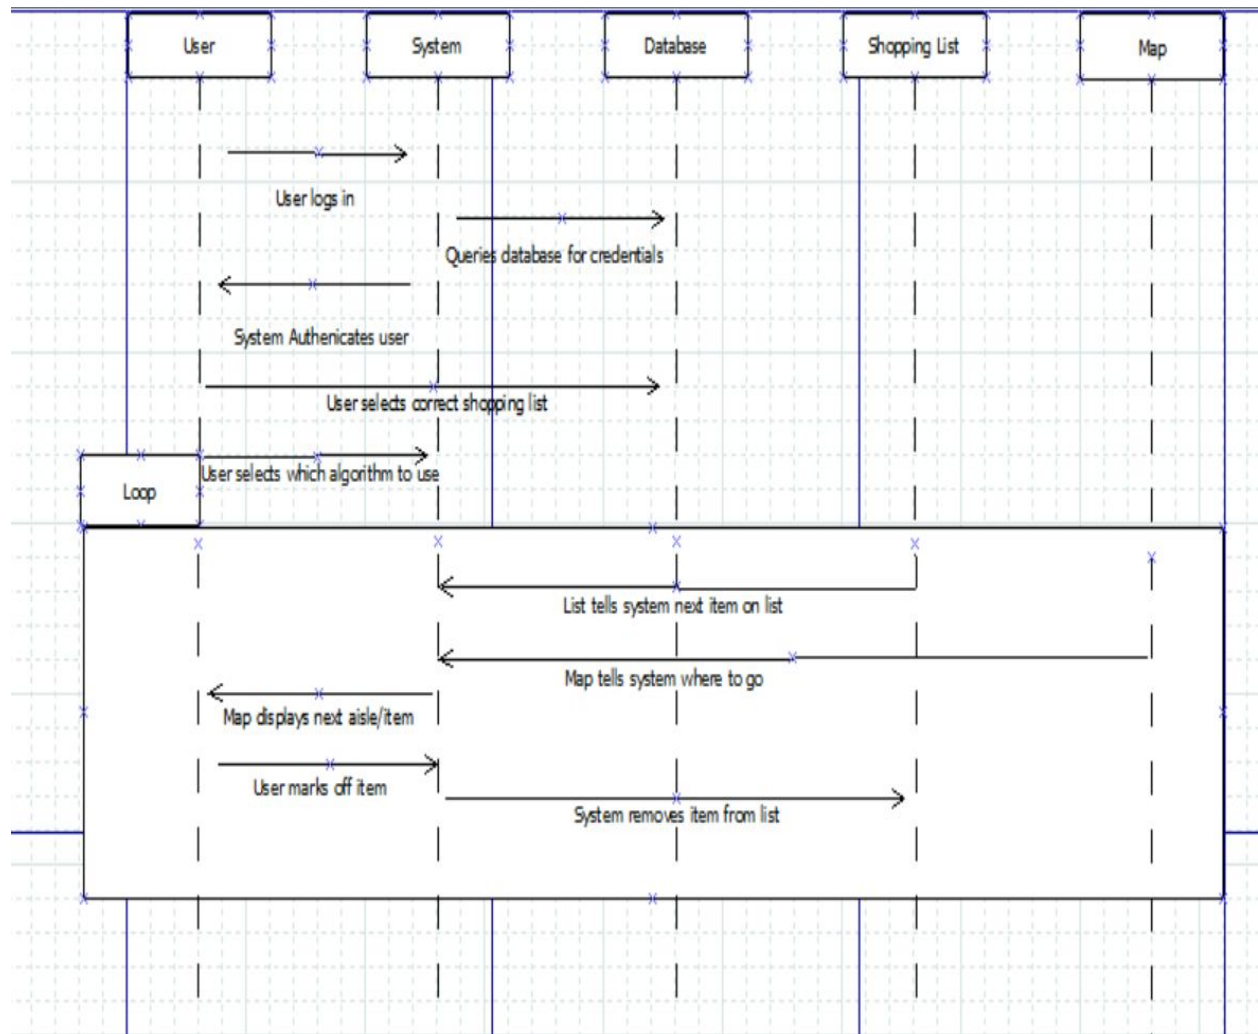 User
System
Database
Shopping List
Map
User logs in
Queries database for credentials
System Authenicates user
User selects correct shopping list
User selects which algorithm to use
Loop
List tells system next item on list
Map tells system where to go
Map displays next aisle/item
User marks off item
System removes item from list